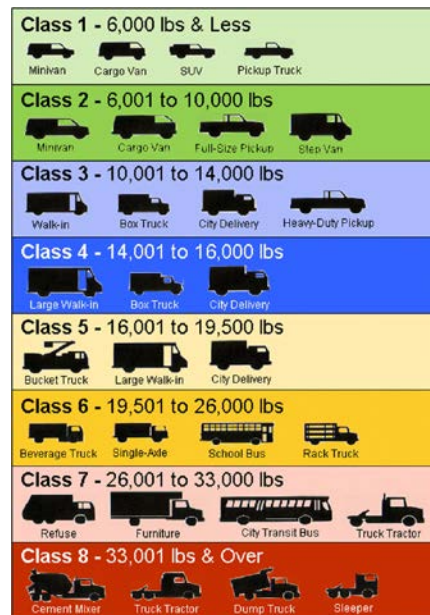 Class 1 - 6,000 lbs & Less
Minivan Cargo Van SUV Pickup Truck
Class 2 - 6,001 to 10,000 lbs
Minivan Cargo Van Full-Size Pickup Step Van
Class 3 - 10,001 to 14,000 lbs
Walk-in Box Truck City Delivery Heavy-Duty Pickup
Class 4 - 14,001 to 16,000 lbs
Large Walk-in Box Truck City Delivery
Class 5 - 16,001 to 19,500 lbs
Bucket Truck Large Walk-in City Delivery
Class 6 - 19,501 to 26,000 lbs
Beverage Truck Single-Axle School Bus Rack Truck
Class 7 - 26,001 to 33,000 lbs
Refuse Furniture City Transit Bus Truck Tractor
Class 8 - 33,001 lbs & Over
Cement Mixer Truck Tractor Dump Truck Sleeper